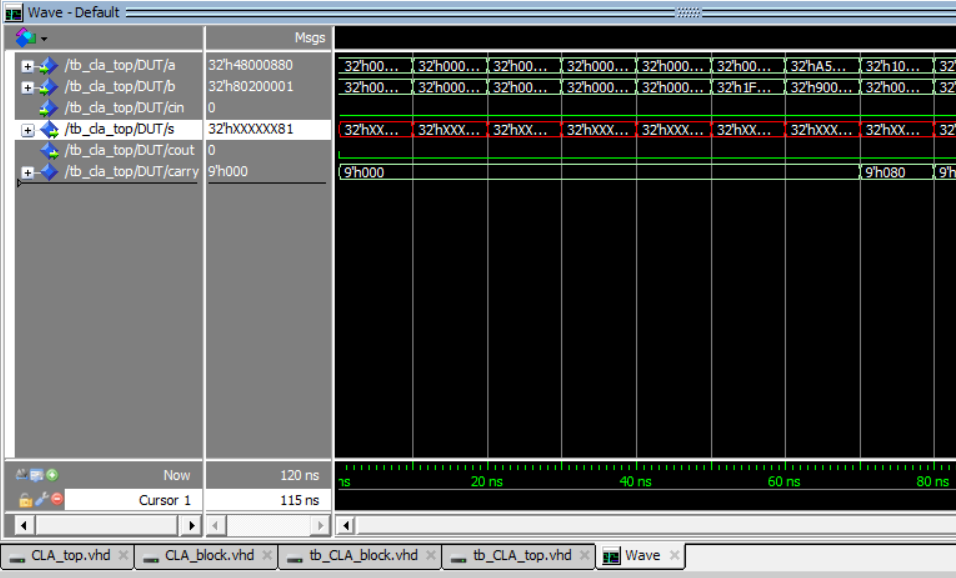 Wave - Default
Msgs
/tb_cla_top/DUT/a 32'h48000880 32'h00... 32'h000... 32'h00... 32'h000... 32'h000... 32'h00... 32'hA5... 32'h10... 32'
/tb_cla_top/DUT/b 32'h80200001 32'h00... 32'h000... 32'h00... 32'h000... 32'h000... 32'h1F... 32'h900... 32'h00... 32'
/tb_cla_top/DUT/cin 0
/tb_cla_top/DUT/s 32'hXXXXXX81 32'hXX... 32'hXXX... 32'hXX... 32'hXXX... 32'hXXX... 32'hXX... 32'hXXX... 32'hXX... 32'
/tb_cla_top/DUT/cout 0
/tb_cla_top/DUT/carry 9'h000 9'h000 9'h080 9'h
Now 120 ns ns 20 ns 40 ns 60 ns 80 ns
Cursor 1 115 ns
CLA_top.vhd CLA_block.vhd tb_CLA_block.vhd tb_CLA_top.vhd Wave